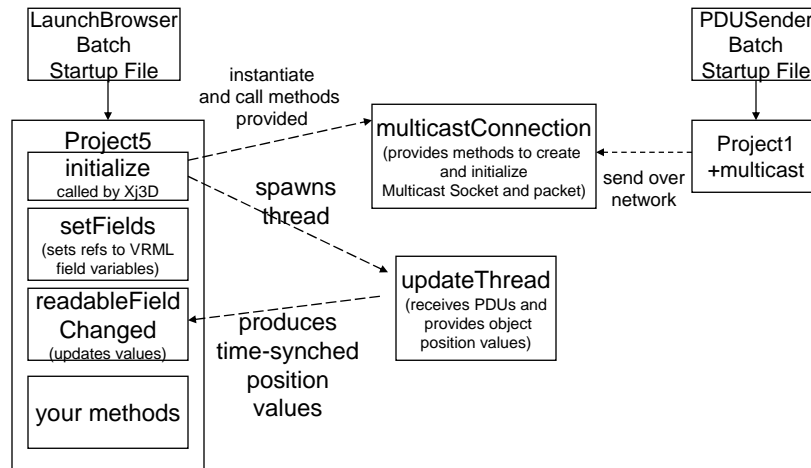 LaunchBrowser
Batch
Startup File
PDUSender
Batch
Startup File
instantiate
and call methods
provided
Project5
initialize
called by Xj3D
multicastConnection
(provides methods to create
and initialize
Multicast Socket and packet)
Project1
+multicast
send over
network
spawns
thread
setFields
(sets refs to VRML
field variables)
updateThread
(receives PDUs and
provides object
position values)
readableField
Changed
(updates values)
produces
time-synched
position
values
your methods